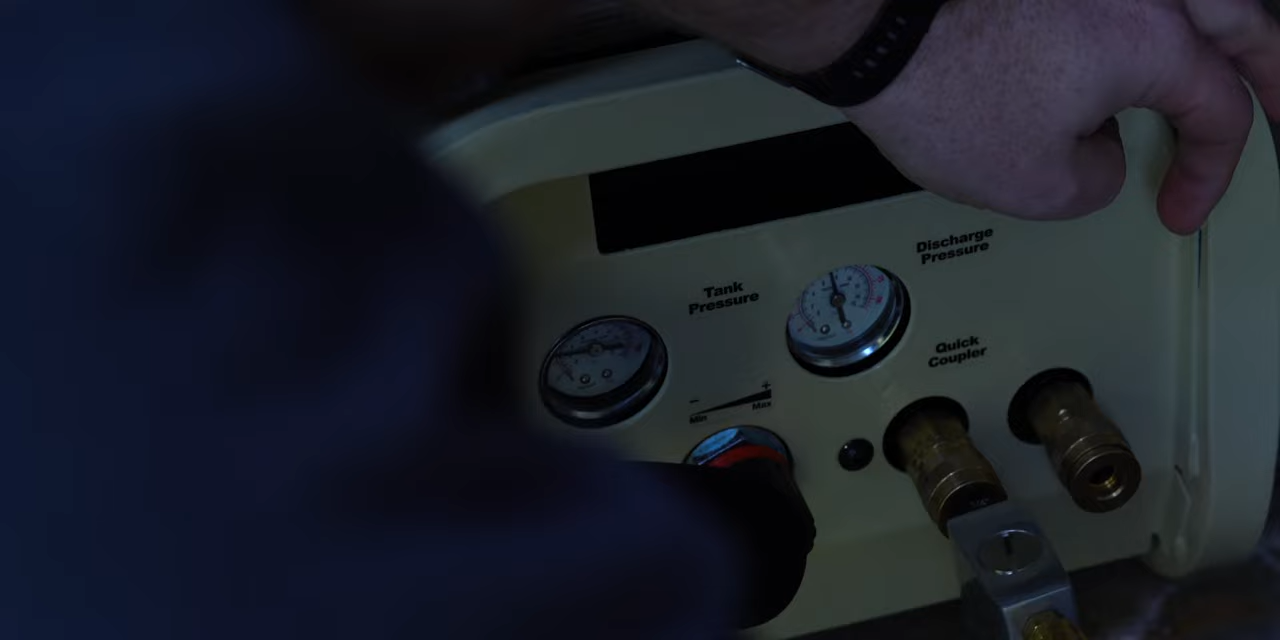 Discharge
Pressure
Tank
Pressure
Quick
Coupler
- +
Min Max